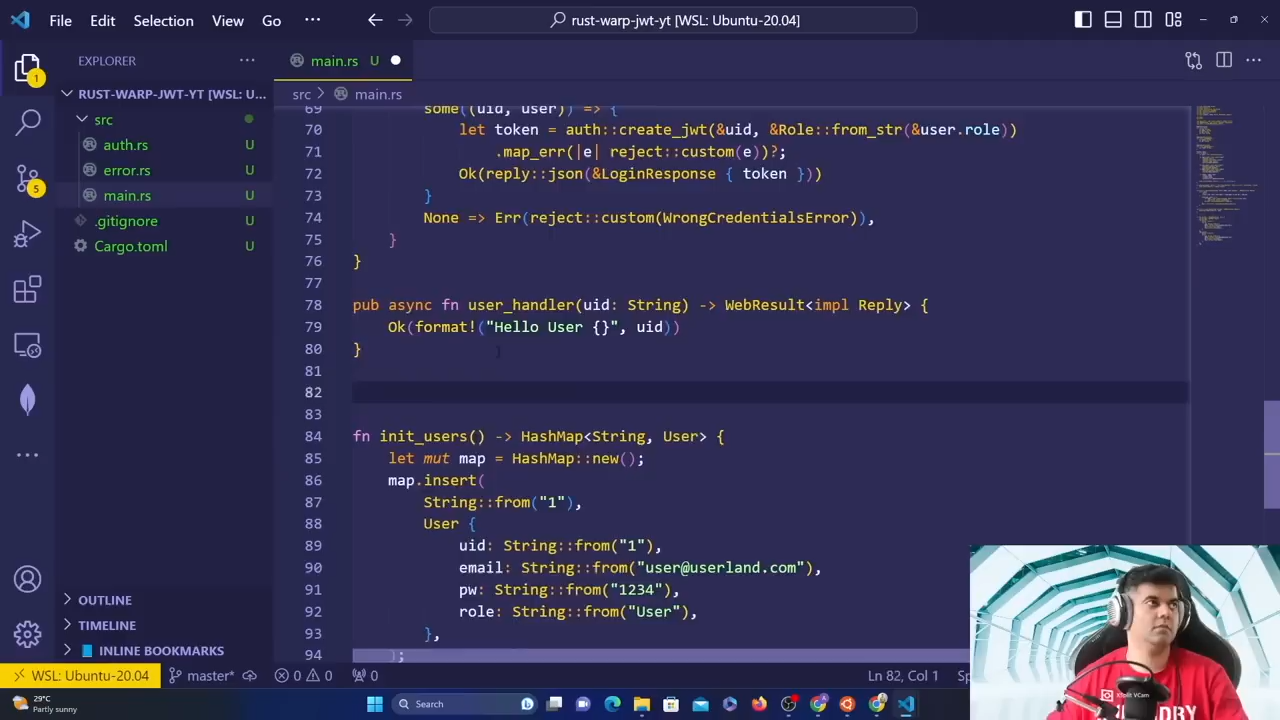 File Edit Selection View Go ··· rust-warp-jwt-yt [WSL: Ubuntu-20.04]
EXPLORER ···
main.rs U
RUST-WARP-JWT-YT [WSL: U...
src > main.rs
src
auth.rs U
error.rs U
main.rs U
.gitignore U
Cargo.toml U
1
5
69 some((uid, user)) => {
70 let token = auth::create_jwt(&uid, &Role::from_str(&user.role))
71 .map_err(|e| reject::custom(e))?;
72 Ok(reply::json(&LoginResponse { token }))
73 }
74 None => Err(reject::custom(WrongCredentialsError)),
75 }
76 }
77
78 pub async fn user_handler(uid: String) -> WebResult<impl Reply> {
79 Ok(format!("Hello User {}", uid))
80 }
81
82
83
84 fn init_users() -> HashMap<String, User> {
85 let mut map = HashMap::new();
86 map.insert(
87 String::from("1"),
88 User {
89 uid: String::from("1"),
90 email: String::from("user@userland.com"),
91 pw: String::from("1234"),
92 role: String::from("User"),
93 },
94 );
OUTLINE
TIMELINE
INLINE BOOKMARKS
WSL: Ubuntu-20.04 master* 0 0 0 Ln 82, Col 1
XSplit VCam
29°C
Partly sunny
Search